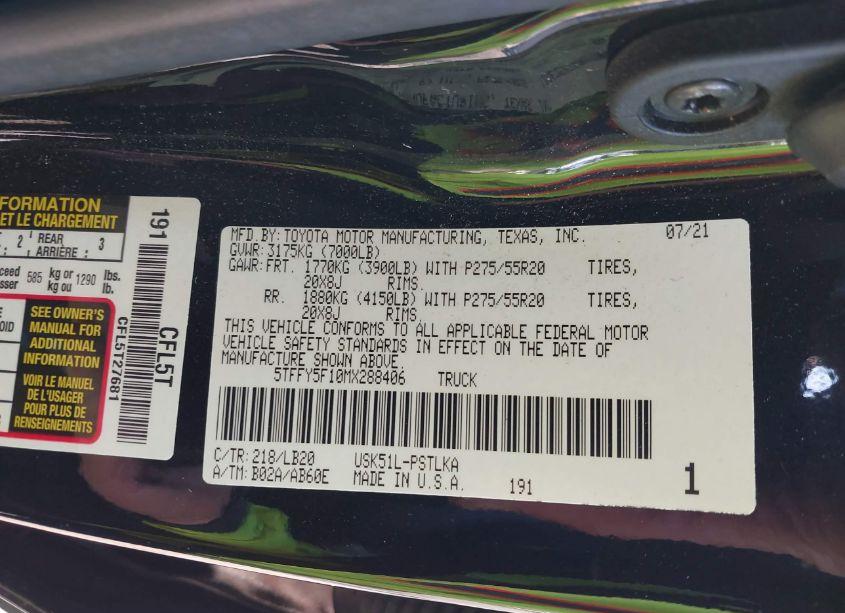 FORMATION
ET LE CHARGEMENT
2 REAR 3
ARRIÈRE :
585 kg or 1290 lbs.
kg ou lb.
SEE OWNER'S
MANUAL FOR
ADDITIONAL
INFORMATION
VOIR LE MANUEL
DE L'USAGER
POUR PLUS DE
RENSEIGNEMENTS
191
CFL5T
CFL5T27681
MFD.BY:TOYOTA MOTOR MANUFACTURING, TEXAS, INC. 07/21
GVWR:3175KG (7000LB)
GAWR:FRT. 1770KG (3900LB) WITH P275/55R20 TIRES,
20X8J RIMS.
RR. 1880KG (4150LB) WITH P275/55R20 TIRES,
20X8J RIMS.
THIS VEHICLE CONFORMS TO ALL APPLICABLE FEDERAL MOTOR
VEHICLE SAFETY STANDARDS IN EFFECT ON THE DATE OF
MANUFACTURE SHOWN ABOVE.
5TFFY5F10MX288406 TRUCK
C/TR:218/LB20 USK51L-PSTLKA
A/TM:B02A/AB60E MADE IN U.S.A. 191 1